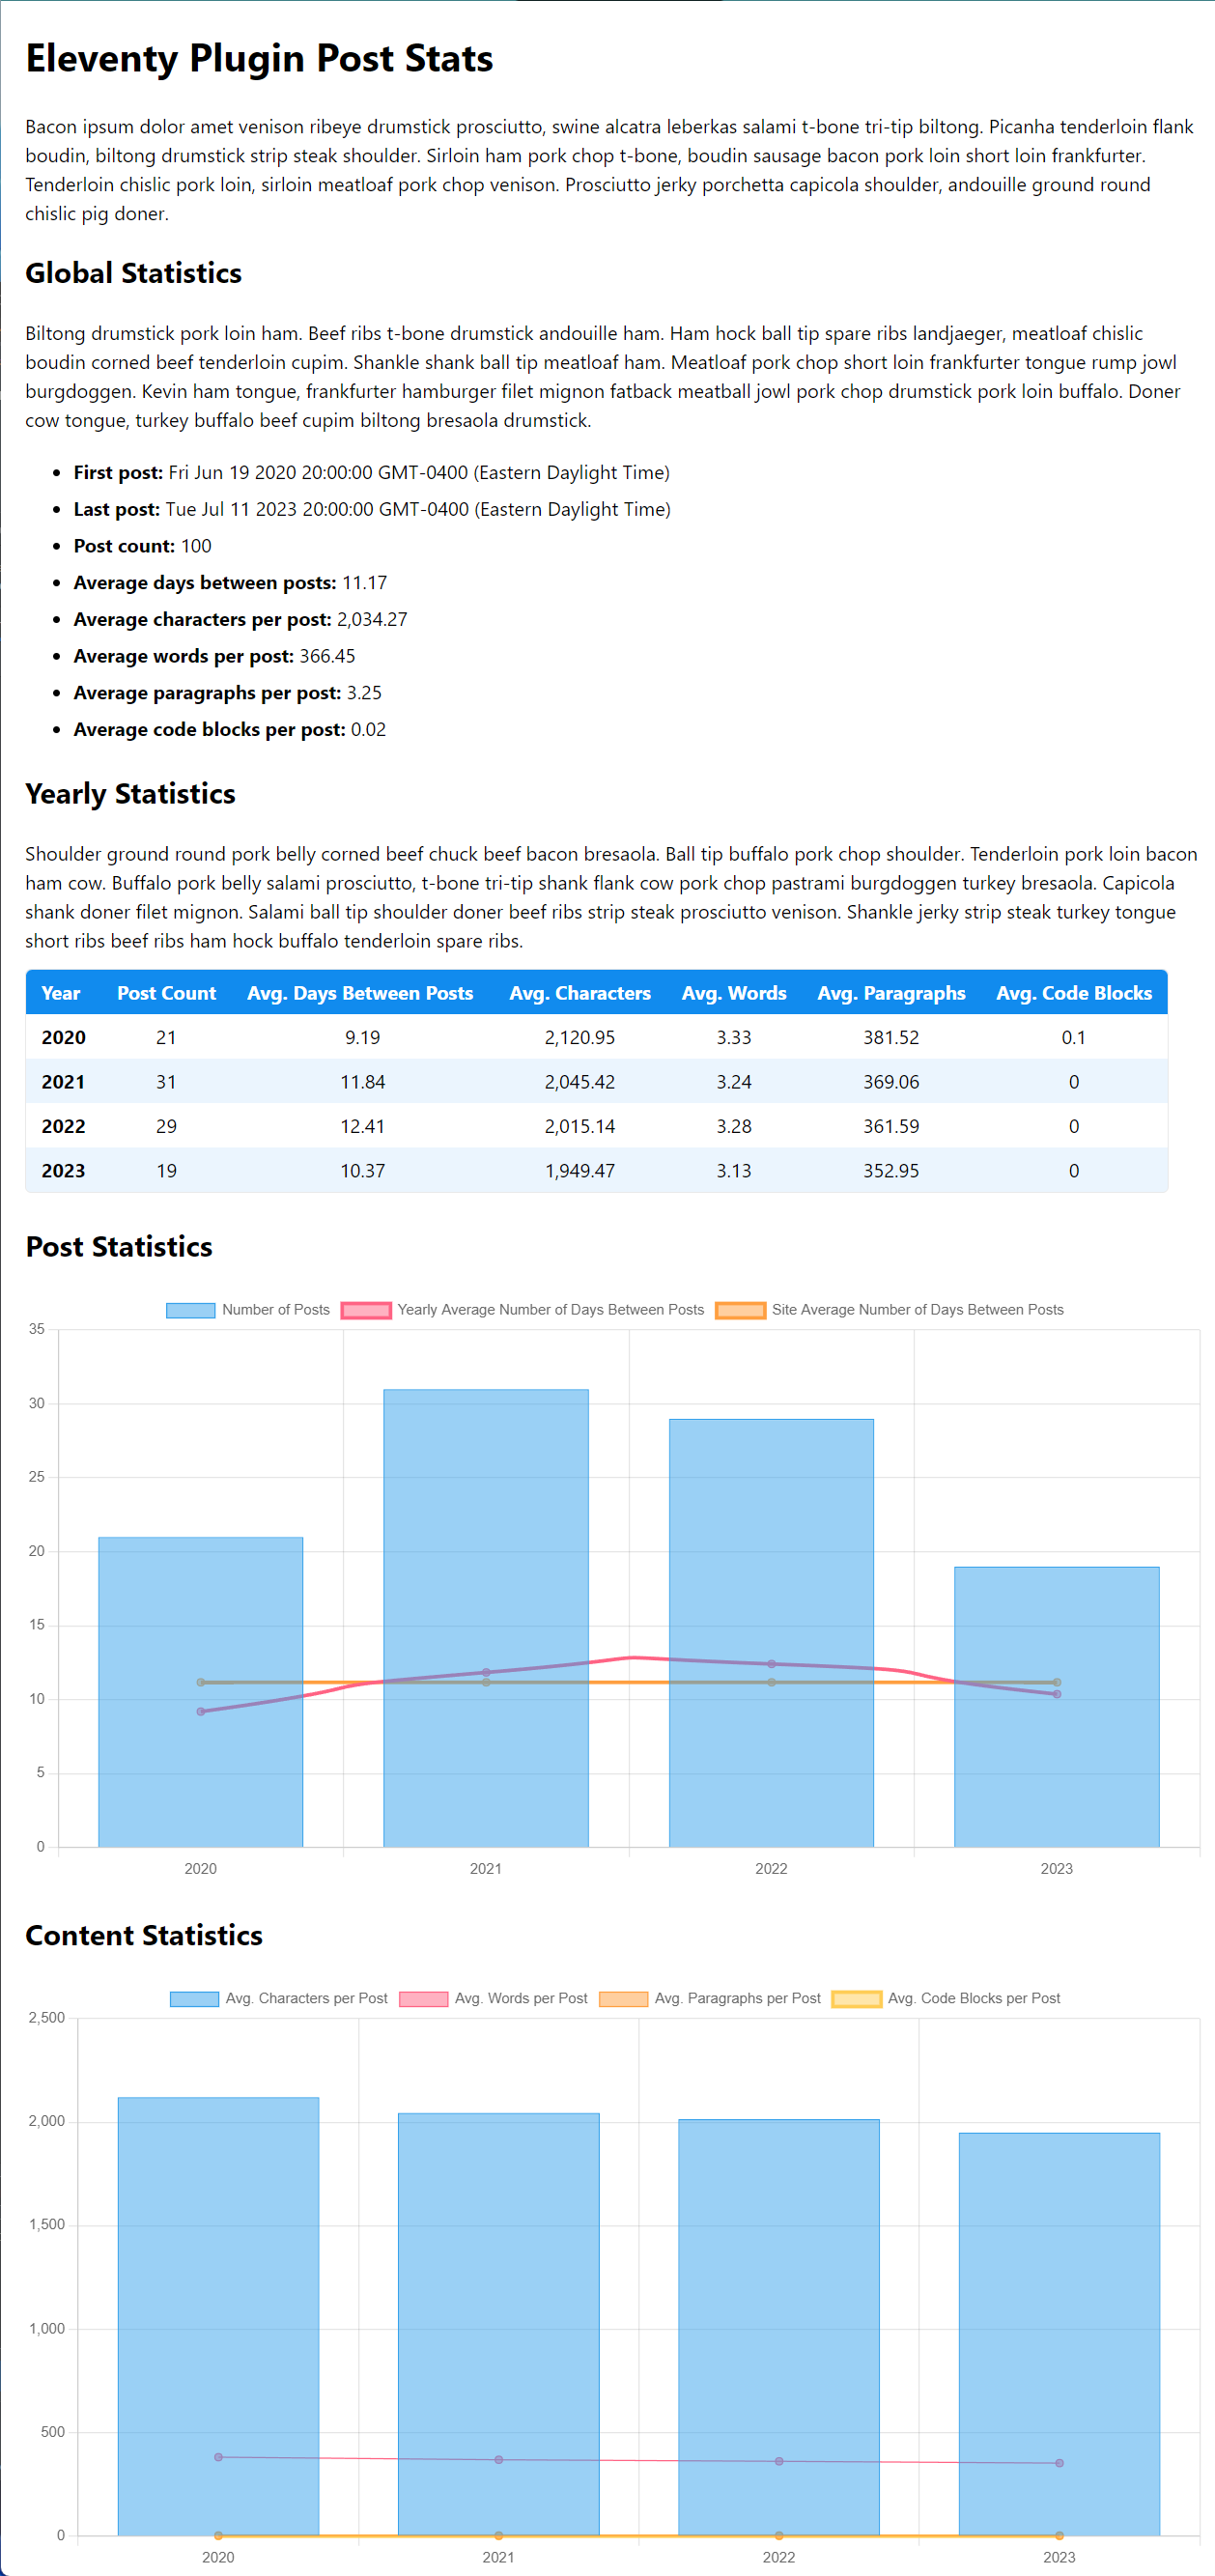 Eleventy Plugin Post Stats
Bacon ipsum dolor amet venison ribeye drumstick prosciutto, swine alcatra leberkas salami t-bone tri-tip biltong. Picanha tenderloin flank
boudin, biltong drumstick strip steak shoulder. Sirloin ham pork chop t-bone, boudin sausage bacon pork loin short loin frankfurter.
Tenderloin chislic pork loin, sirloin meatloaf pork chop venison. Prosciutto jerky porchetta capicola shoulder, andouille ground round
chislic pig doner.
Global Statistics
Biltong drumstick pork loin ham. Beef ribs t-bone drumstick andouille ham. Ham hock ball tip spare ribs landjaeger, meatloaf chislic
boudin corned beef tenderloin cupim. Shankle shank ball tip meatloaf ham. Meatloaf pork chop short loin frankfurter tongue rump jowl
burgdoggen. Kevin ham tongue, frankfurter hamburger filet mignon fatback meatball jowl pork chop drumstick pork loin buffalo. Doner
cow tongue, turkey buffalo beef cupim biltong bresaola drumstick.
• First post: Fri Jun 19 2020 20:00:00 GMT-0400 (Eastern Daylight Time)
• Last post: Tue Jul 11 2023 20:00:00 GMT-0400 (Eastern Daylight Time)
• Post count: 100
• Average days between posts: 11.17
• Average characters per post: 2,034.27
• Average words per post: 366.45
• Average paragraphs per post: 3.25
• Average code blocks per post: 0.02
Yearly Statistics
Shoulder ground round pork belly corned beef chuck beef bacon bresaola. Ball tip buffalo pork chop shoulder. Tenderloin pork loin bacon
ham cow. Buffalo pork belly salami prosciutto, t-bone tri-tip shank flank cow pork chop pastrami burgdoggen turkey bresaola. Capicola
shank doner filet mignon. Salami ball tip shoulder doner beef ribs strip steak prosciutto venison. Shankle jerky strip steak turkey tongue
short ribs beef ribs ham hock buffalo tenderloin spare ribs.
Year Post Count Avg. Days Between Posts Avg. Characters Avg. Words Avg. Paragraphs Avg. Code Blocks
2020 21 9.19 2,120.95 3.33 381.52 0.1
2021 31 11.84 2,045.42 3.24 369.06 0
2022 29 12.41 2,015.14 3.28 361.59 0
2023 19 10.37 1,949.47 3.13 352.95 0
Post Statistics
Number of Posts Yearly Average Number of Days Between Posts Site Average Number of Days Between Posts
35
30
25
20
15
10
5
0
2020 2021 2022 2023
Content Statistics
Avg. Characters per Post Avg. Words per Post Avg. Paragraphs per Post Avg. Code Blocks per Post
2,500
2,000
1,500
1,000
500
0
2020 2021 2022 2023